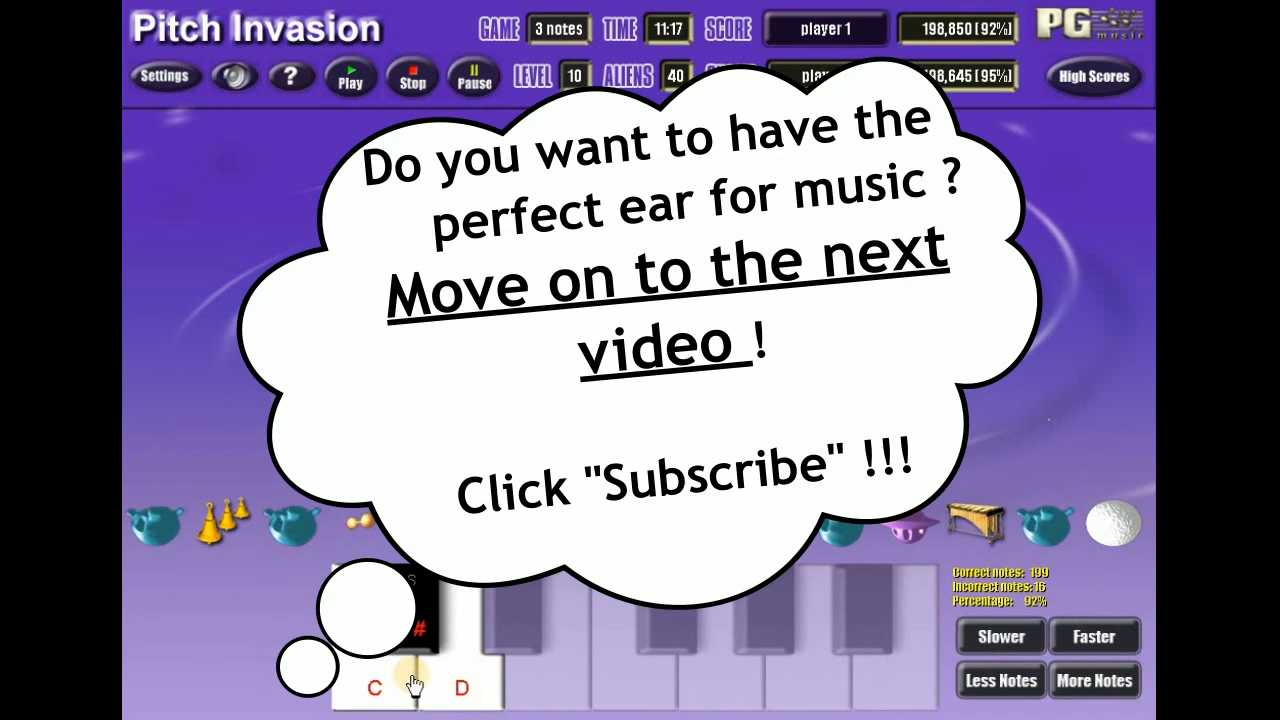 Pitch Invasion
GAME 3 notes TIME 11:17 SCORE player 1 198,850 [92%]
PG music
Settings ? Play Stop Pause LEVEL 10 ALIENS 40 98,645 [95%] High Scores
Do you want to have the
perfect ear for music ?
Move on to the next
video !
Click "Subscribe" !!!
Correct notes: 199
Incorrect notes: 16
Percentage: 92%
S
#
Slower Faster
C D
Less Notes More Notes